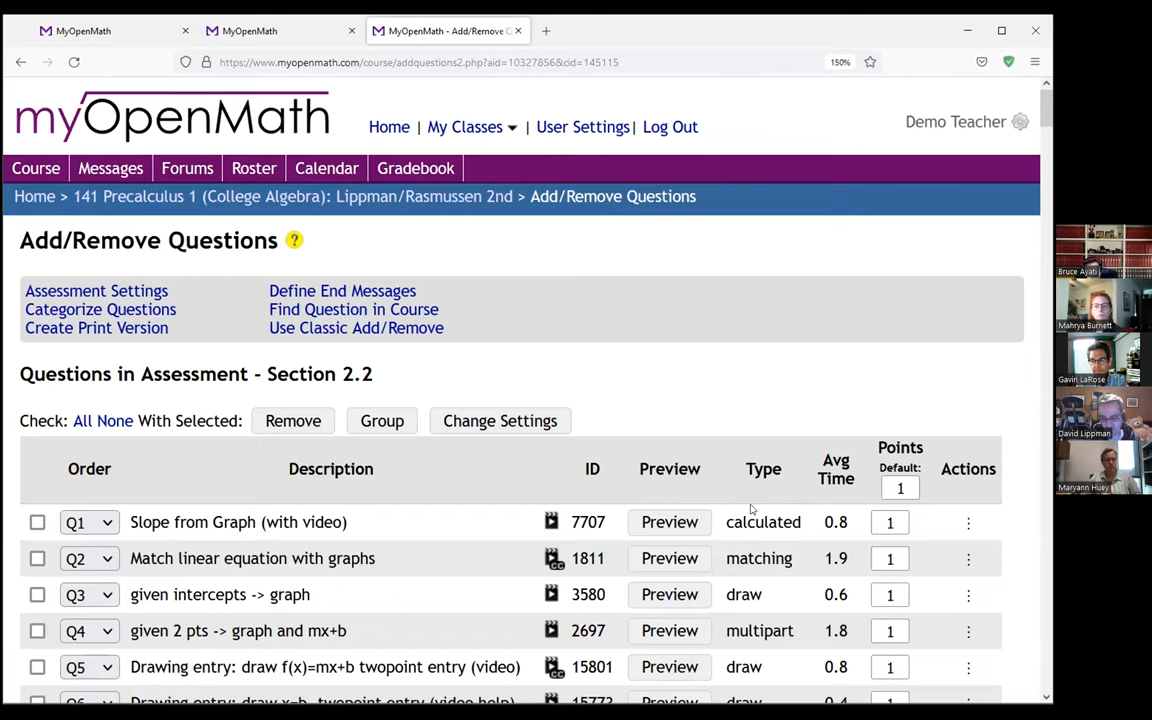 MyOpenMath
MyOpenMath
MyOpenMath - Add/Remove Q
https://www.myopenmath.com/course/addquestions2.php?aid=10327856&cid=145115
150%
myOpenMath
Home | My Classes | User Settings | Log Out
Demo Teacher
Course Messages Forums Roster Calendar Gradebook
Home > 141 Precalculus 1 (College Algebra): Lippman/Rasmussen 2nd > Add/Remove Questions
Add/Remove Questions ?
Assessment Settings Define End Messages
Categorize Questions Find Question in Course
Create Print Version Use Classic Add/Remove
Questions in Assessment - Section 2.2
Check: All None With Selected: Remove Group Change Settings
Order Description ID Preview Type Avg Time Points Default: 1 Actions
Q1 Slope from Graph (with video) 7707 Preview calculated 0.8 1
Q2 Match linear equation with graphs CC 1811 Preview matching 1.9 1
Q3 given intercepts -> graph 3580 Preview draw 0.6 1
Q4 given 2 pts -> graph and mx+b 2697 Preview multipart 1.8 1
Q5 Drawing entry: draw f(x)=mx+b twopoint entry (video) CC 15801 Preview draw 0.8 1
Bruce Ayati
Mahrya Burnett
Gavin LaRose
David Lippman
Maryann Huey